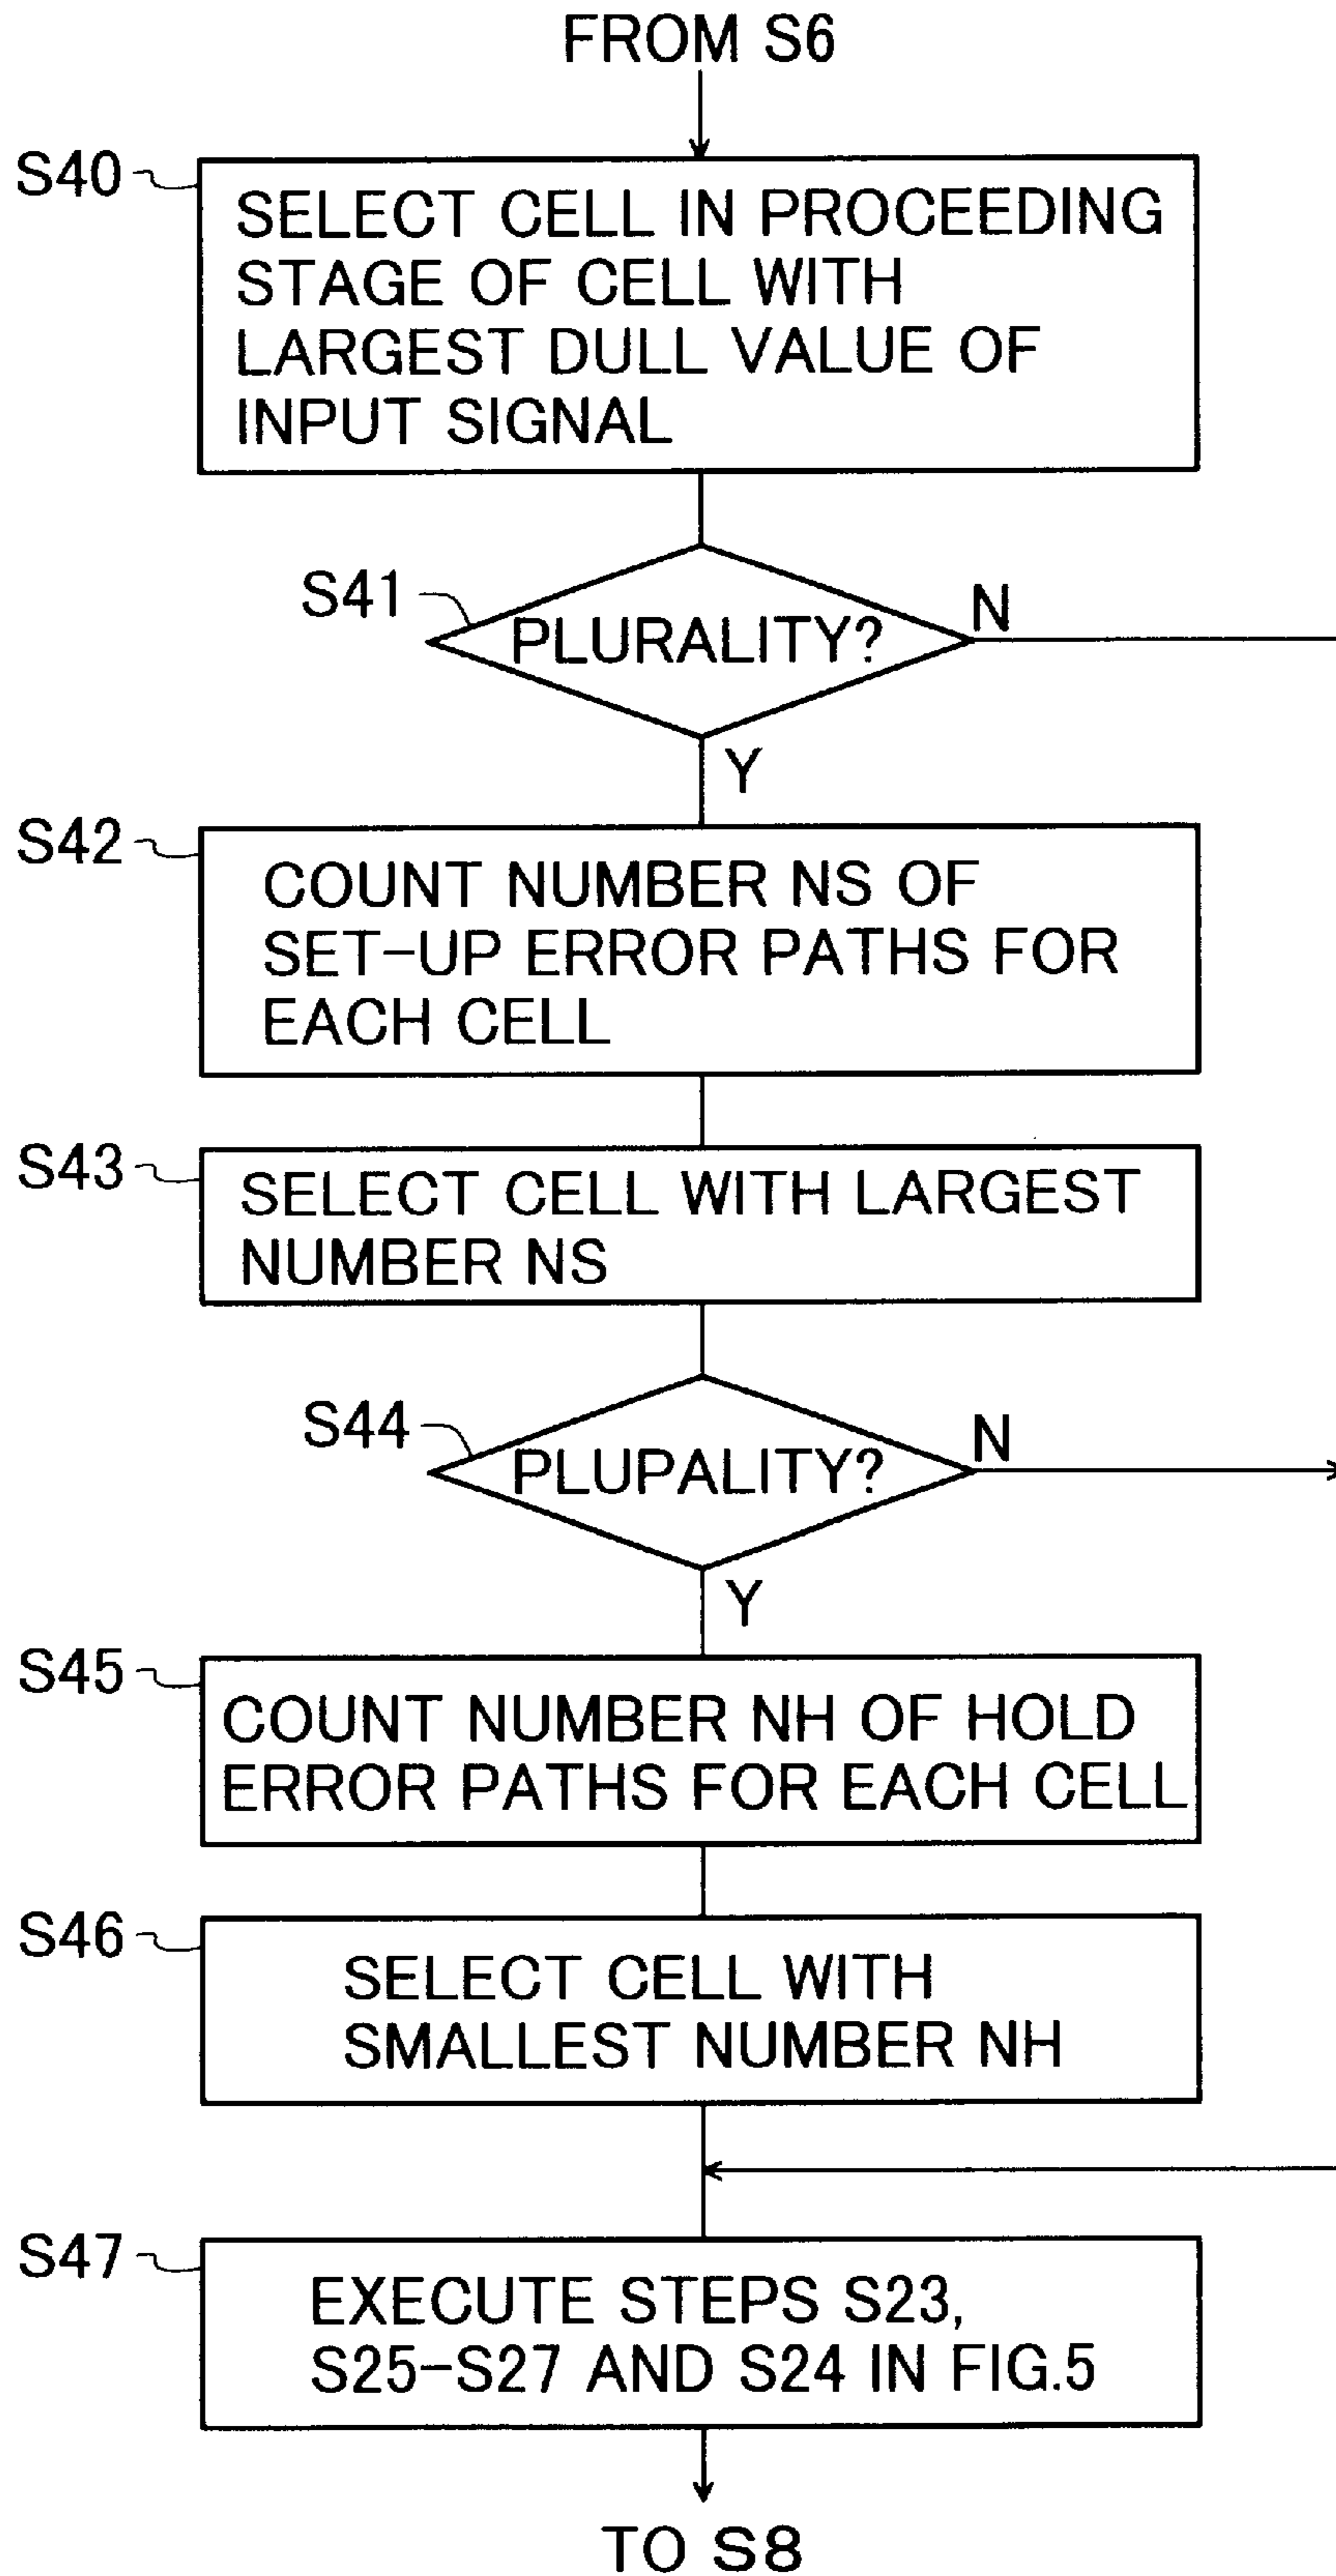 FROM S6
S40
SELECT CELL IN PROCEEDING
STAGE OF CELL WITH
LARGEST DULL VALUE OF
INPUT SIGNAL
S41
PLURALITY?
N
Y
S42
COUNT NUMBER NS OF
SET-UP ERROR PATHS FOR
EACH CELL
S43
SELECT CELL WITH LARGEST
NUMBER NS
S44
PLUPALITY?
N
Y
S45
COUNT NUMBER NH OF HOLD
ERROR PATHS FOR EACH CELL
S46
SELECT CELL WITH
SMALLEST NUMBER NH
S47
EXECUTE STEPS S23,
S25-S27 AND S24 IN FIG.5
TO S8